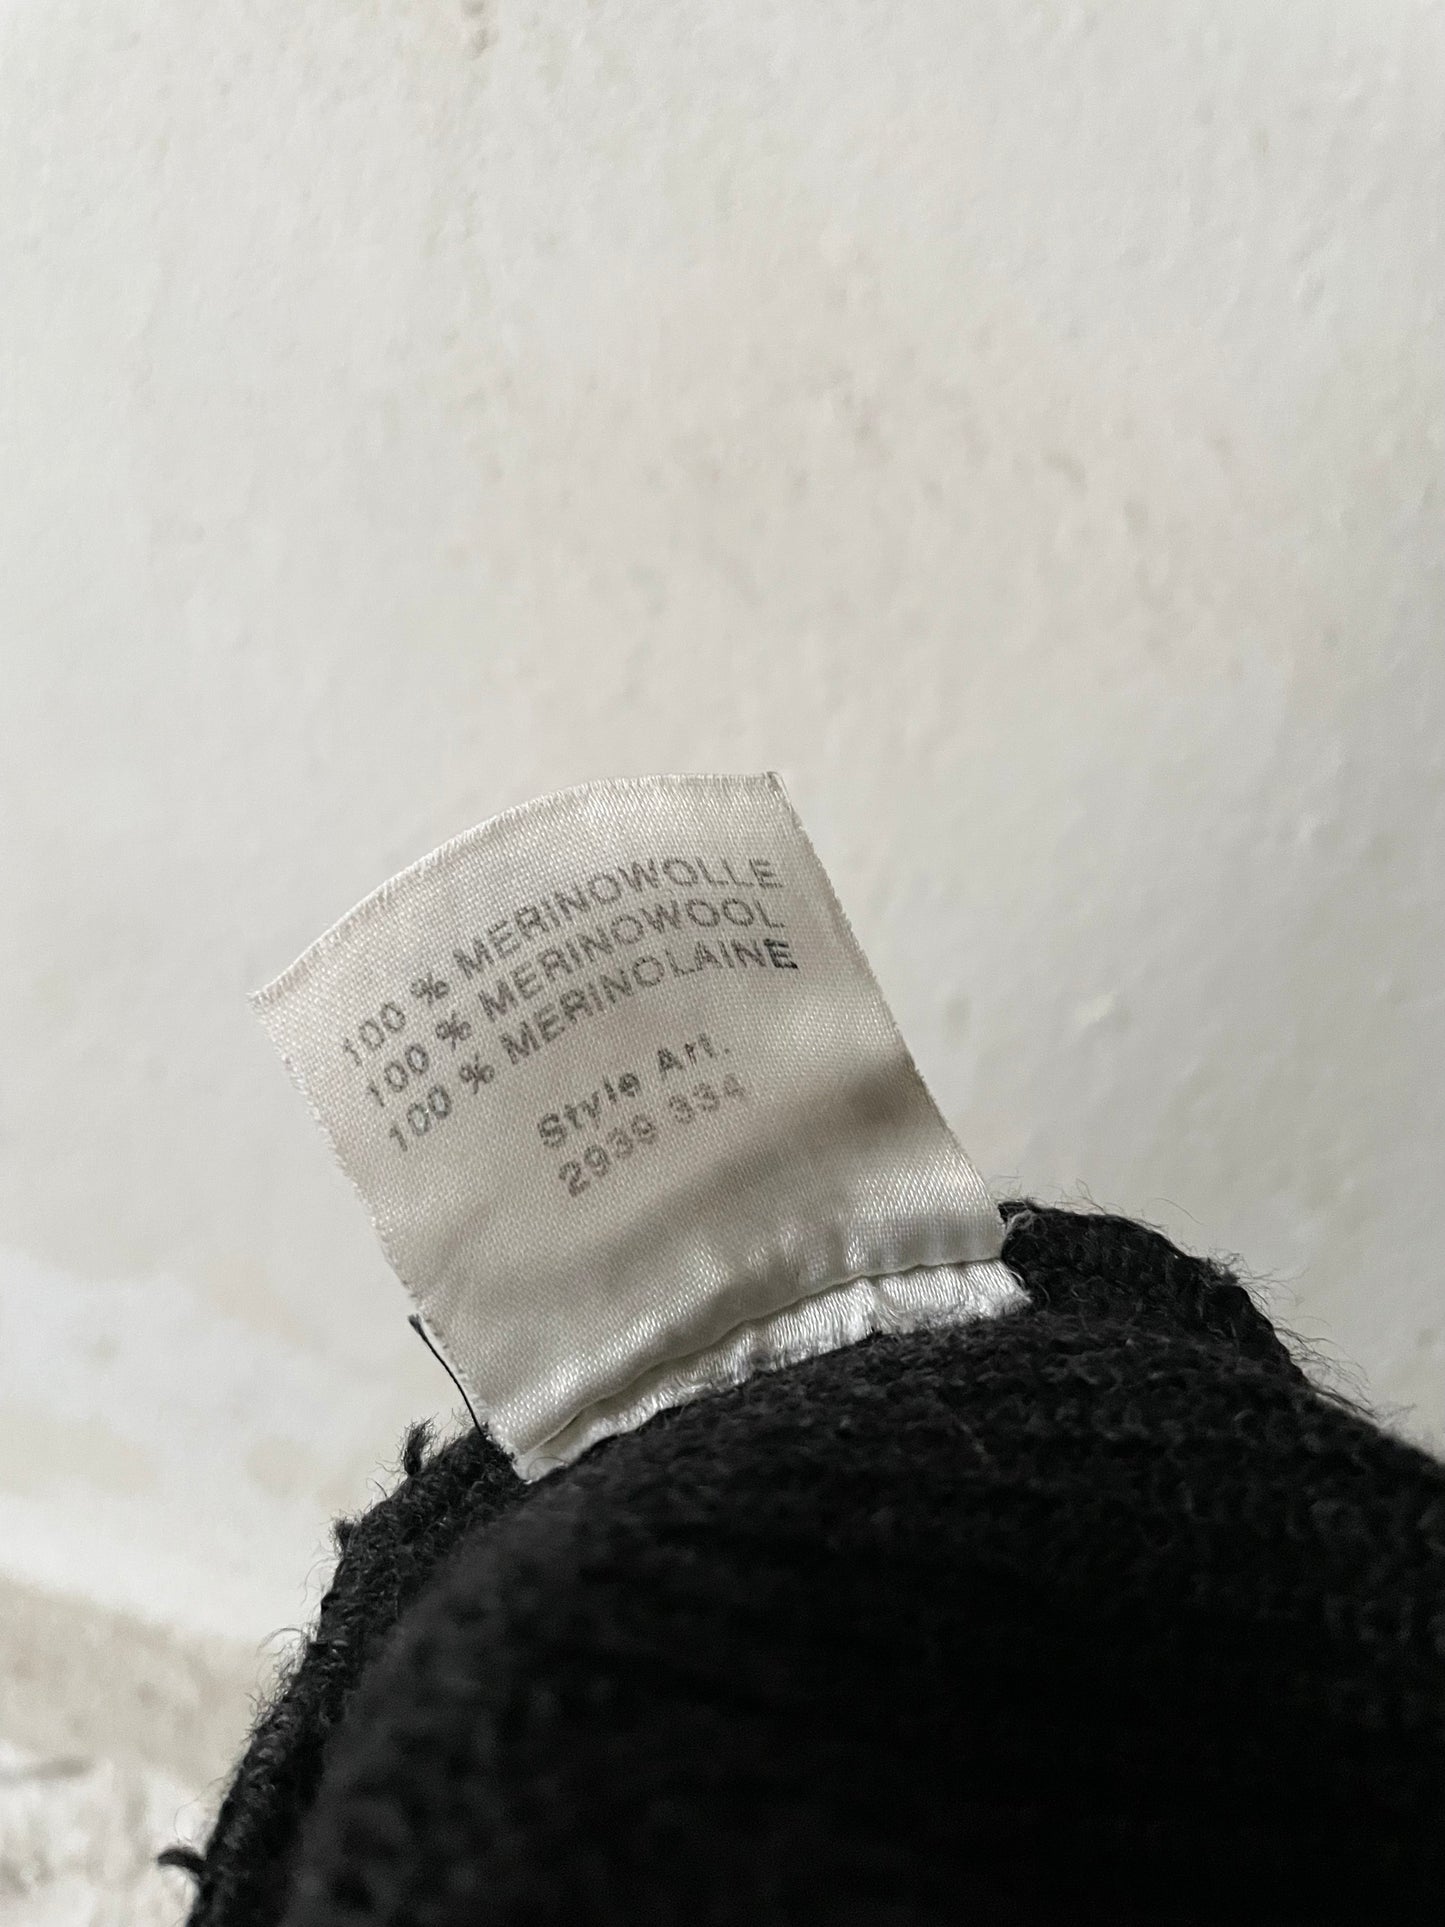 100 % MERINOWOLLE
100 % MERINOWOOL
100 % MERINOLAINE
Style Art.
2939 334